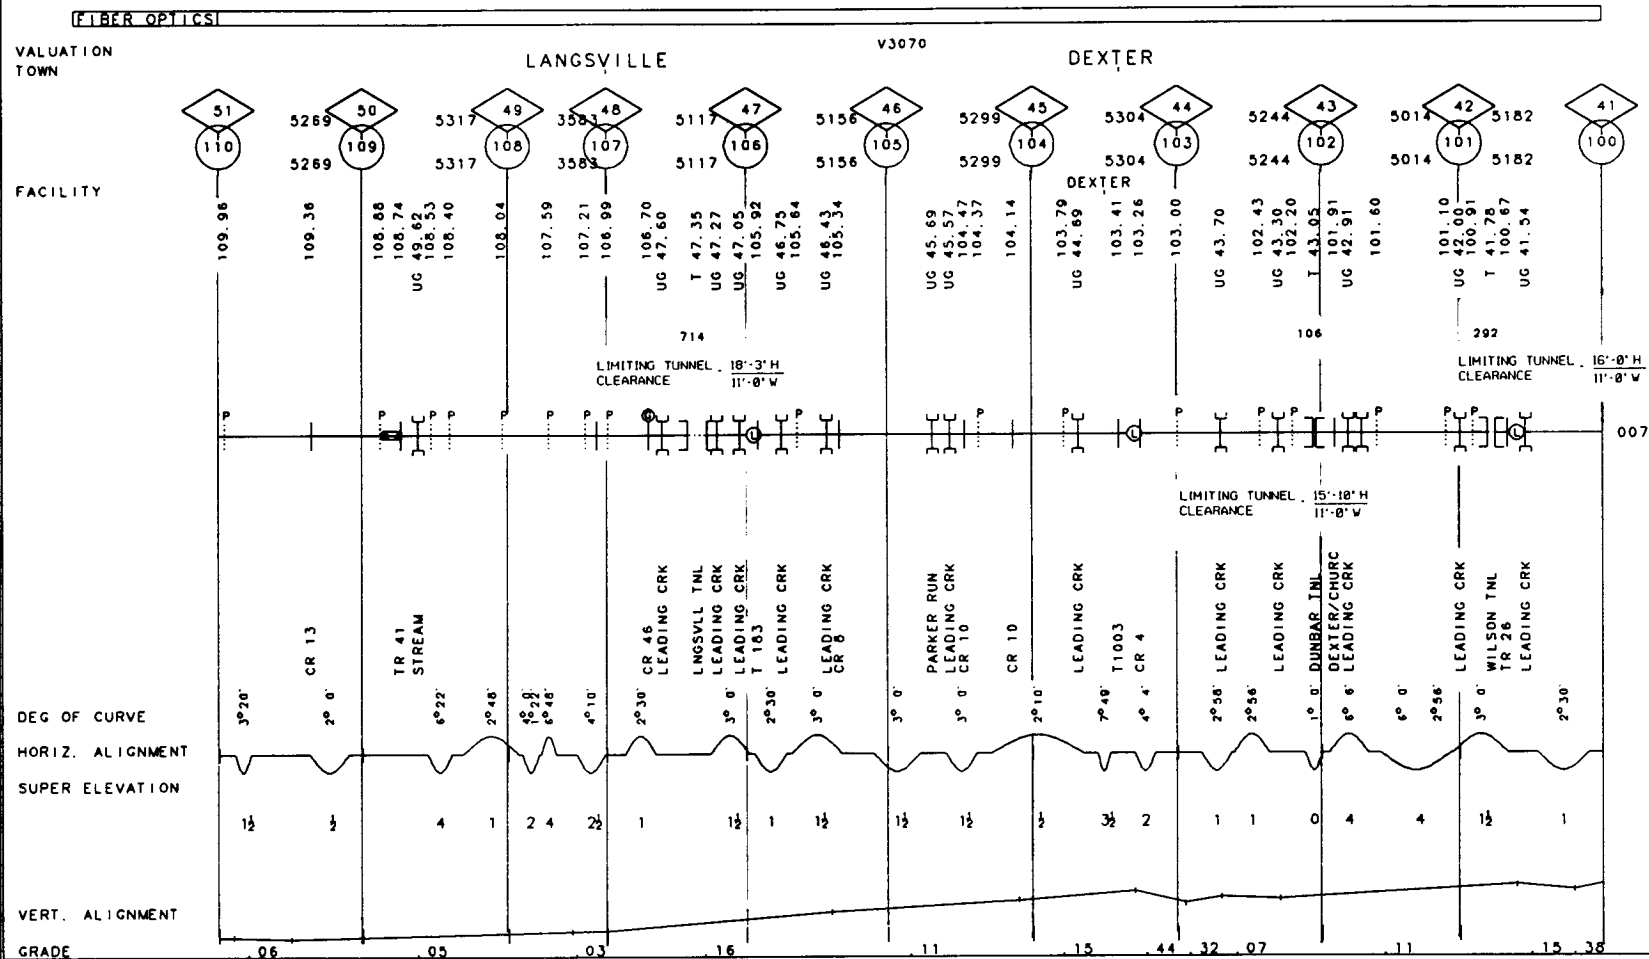 FIBER OPTICS
VALUATION V3070
TOWN LANGSVILLE DEXTER
51 50 49 48 47 46 45 44 43 42 41
5269 5317 3583 5117 5156 5299 5304 5244 5014 5182
110 109 108 107 106 105 104 103 102 101 100
5269 5317 3583 5117 5156 5299 5304 5244 5014 5182
FACILITY DEXTER
109.96
109.36
108.88
108.74
UG 49.62
108.53
108.40
108.04
107.59
107.21
106.99
106.70
UG 47.60
T 47.35
UG 47.27
UG 47.05
105.92
UG 46.75
105.64
UG 46.43
105.34
UG 45.69
UG 45.57
104.47
104.37
104.14
103.79
UG 44.69
103.41
103.26
103.00
UG 43.70
102.43
UG 43.30
102.20
T 43.05
101.91
UG 42.91
101.60
101.10
UG 42.00
100.91
T 41.78
100.67
UG 41.54
714 106 292
LIMITING TUNNEL CLEARANCE 18'-3" H 11'-0" W
LIMITING TUNNEL CLEARANCE 16'-0" H 11'-0" W
P P P P P P P P P P P P P P P P P P
L L L
007
LIMITING TUNNEL CLEARANCE 15'-10" H 11'-0" W
CR 13
TR 41
STREAM
CR 46
LEADING CRK
LNGSVLL TNL
LEADING CRK
LEADING CRK
T 183
LEADING CRK
LEADING CRK
CR 8
PARKER RUN
LEADING CRK
CR 10
CR 10
LEADING CRK
T1003
CR 4
LEADING CRK
LEADING CRK
DUNBAR TNL
DEXTER/CHURC
LEADING CRK
LEADING CRK
WILSON TNL
TR 26
LEADING CRK
DEG OF CURVE 3°20' 2° 0' 6°22' 2°48' 6°48' 4°10' 2°30' 3° 0' 2°30' 3° 0' 3° 0' 3° 0' 2°10' 7°49' 4° 4' 2°58' 2°56' 1° 0' 6° 6' 6° 0' 2°56' 3° 0' 2°30'
HORIZ. ALIGNMENT
SUPER ELEVATION
1½ ½ 4 1 2 4 2½ 1 1½ 1 1½ 1½ 1½ ½ 3½ 2 1 1 0 4 4 1½ 1
VERT. ALIGNMENT
GRADE .06 .05 .03 .16 .11 .15 .44 .32 .07 .11 .15 .38